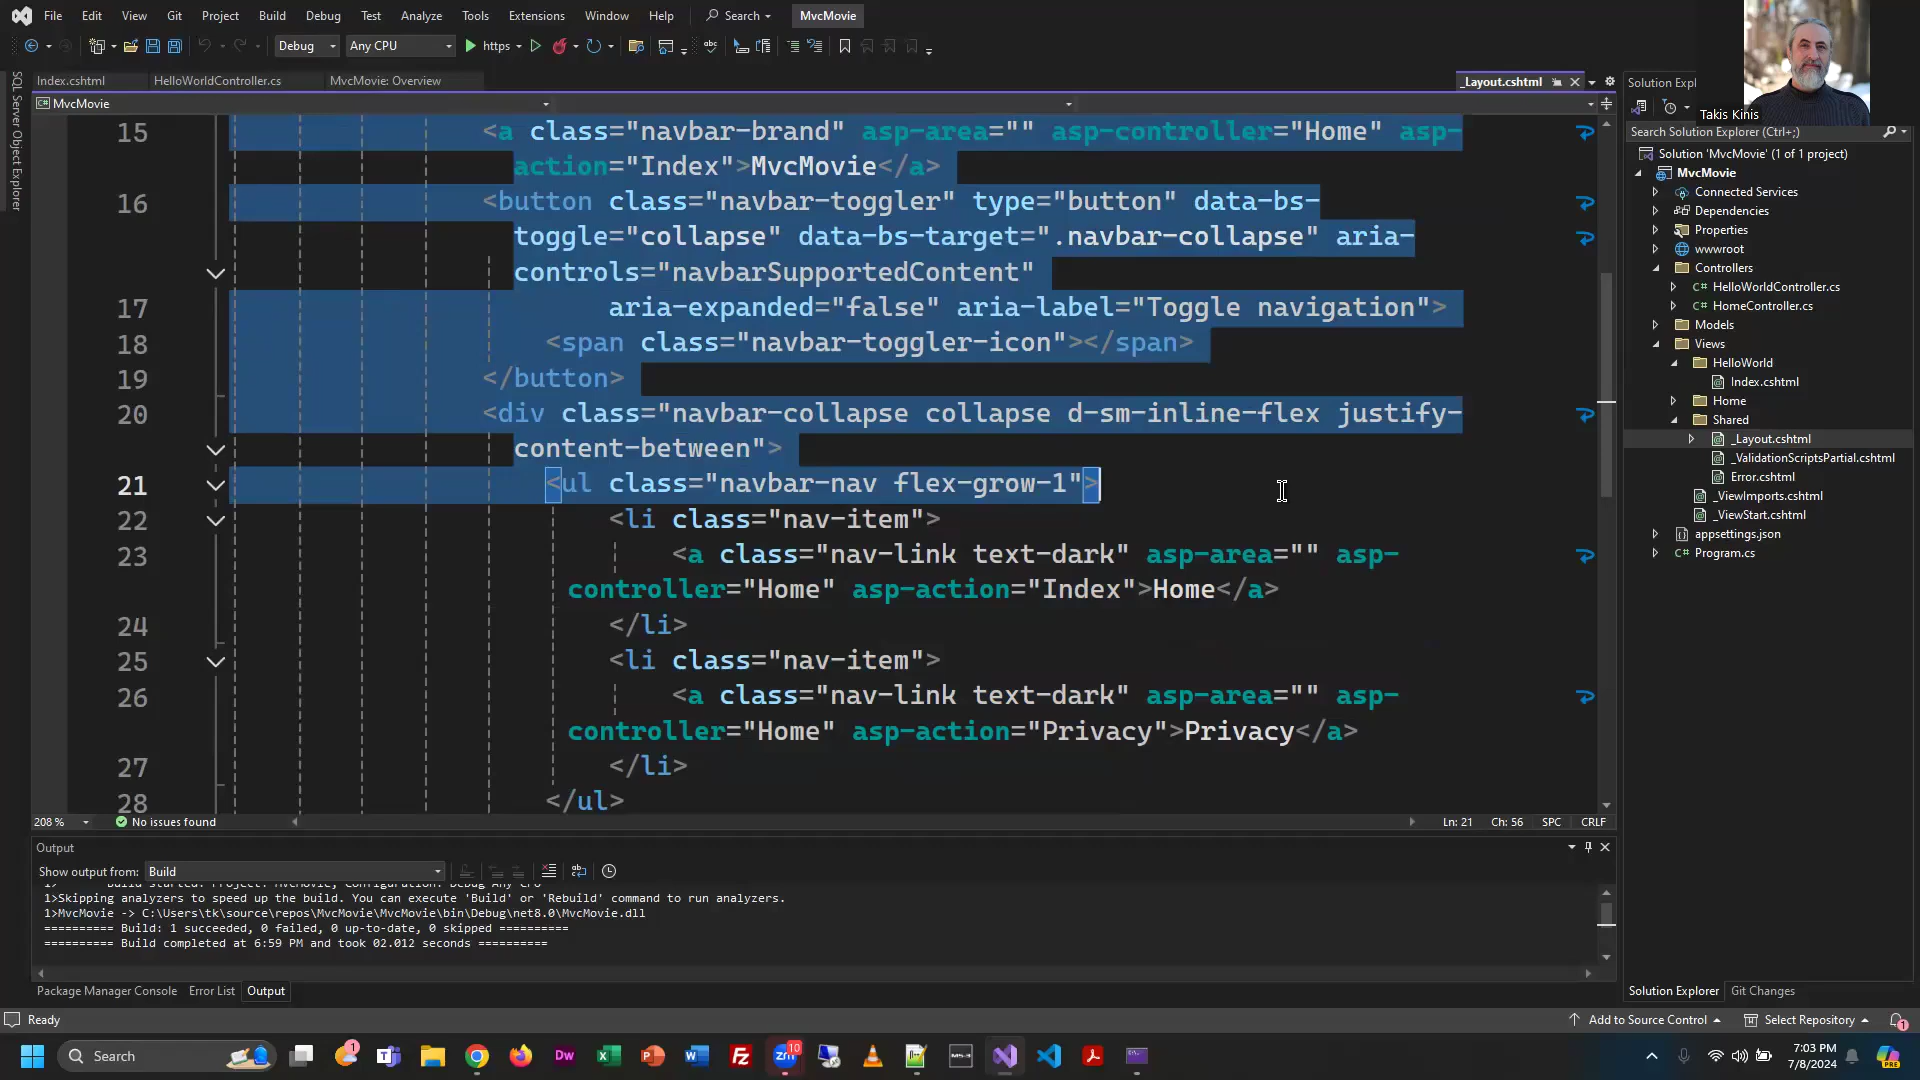 File Edit View Git Project Build Debug Test Analyze Tools Extensions Window Help Search MvcMovie
Debug Any CPU https
Index.cshtml HelloWorldController.cs MvcMovie: Overview _Layout.cshtml
MvcMovie
SQL Server Object Explorer
15 <a class="navbar-brand" asp-area="" asp-controller="Home" asp-
action="Index">MvcMovie</a>
16 <button class="navbar-toggler" type="button" data-bs-
toggle="collapse" data-bs-target=".navbar-collapse" aria-
controls="navbarSupportedContent"
17 aria-expanded="false" aria-label="Toggle navigation">
18 <span class="navbar-toggler-icon"></span>
19 </button>
20 <div class="navbar-collapse collapse d-sm-inline-flex justify-
content-between">
21 <ul class="navbar-nav flex-grow-1">
22 <li class="nav-item">
23 <a class="nav-link text-dark" asp-area="" asp-
controller="Home" asp-action="Index">Home</a>
24 </li>
25 <li class="nav-item">
26 <a class="nav-link text-dark" asp-area="" asp-
controller="Home" asp-action="Privacy">Privacy</a>
27 </li>
28 </ul>
208 % No issues found Ln: 21 Ch: 56 SPC CRLF
Output
Show output from: Build
1>Skipping analyzers to speed up the build. You can execute 'Build' or 'Rebuild' command to run analyzers.
1>MvcMovie -> C:\Users\tk\source\repos\MvcMovie\MvcMovie\bin\Debug\net8.0\MvcMovie.dll
========== Build: 1 succeeded, 0 failed, 0 up-to-date, 0 skipped ==========
========== Build completed at 6:59 PM and took 02.012 seconds ==========
Package Manager Console Error List Output
Solution Expl
Takis Kinis
Search Solution Explorer (Ctrl+;)
Solution 'MvcMovie' (1 of 1 project)
MvcMovie
Connected Services
Dependencies
Properties
wwwroot
Controllers
HelloWorldController.cs
HomeController.cs
Models
Views
HelloWorld
Index.cshtml
Home
Shared
_Layout.cshtml
_ValidationScriptsPartial.cshtml
Error.cshtml
_ViewImports.cshtml
_ViewStart.cshtml
appsettings.json
Program.cs
Solution Explorer Git Changes
Ready Add to Source Control Select Repository 1
Search 1 10 7:03 PM
7/8/2024